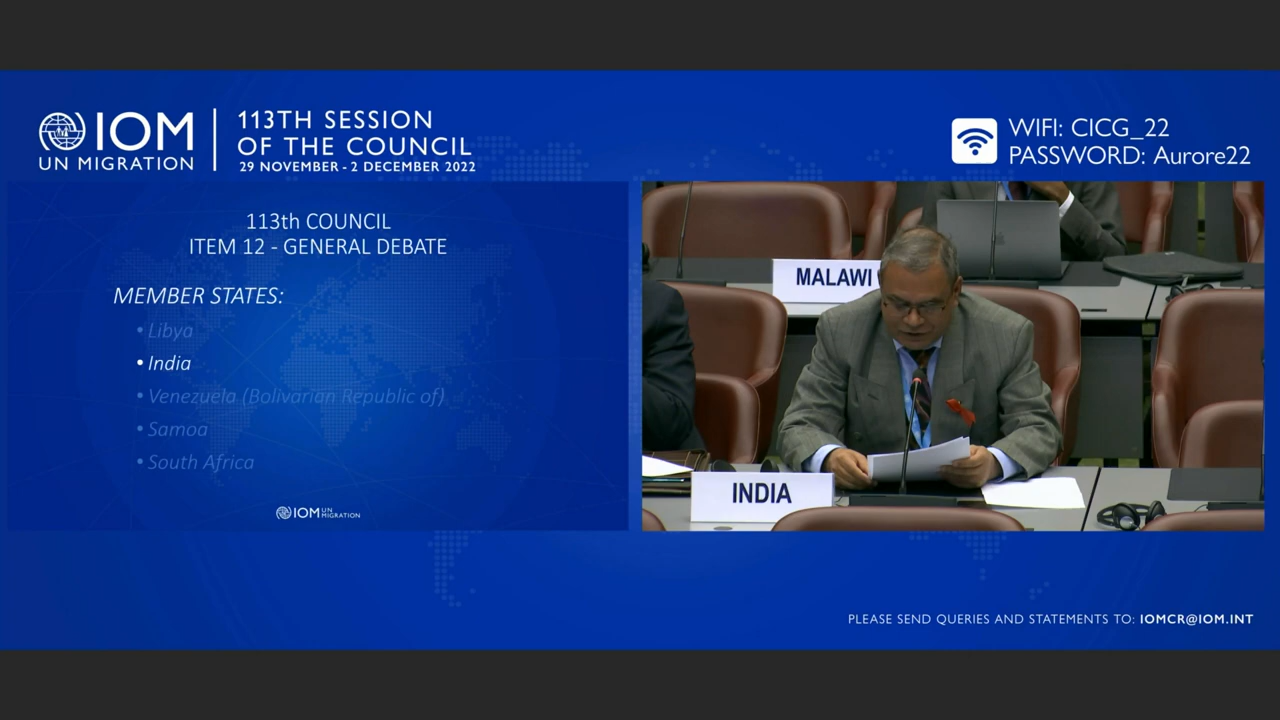 IOM
UN MIGRATION
113TH SESSION
OF THE COUNCIL
29 NOVEMBER - 2 DECEMBER 2022
WIFI: CICG_22
PASSWORD: Aurore22
113th COUNCIL
ITEM 12 - GENERAL DEBATE
MEMBER STATES:
• Libya
• India
• Venezuela (Bolivarian Republic of)
• Samoa
• South Africa
IOM UN
MIGRATION
MALAWI
INDIA
PLEASE SEND QUERIES AND STATEMENTS TO: IOMCR@IOM.INT